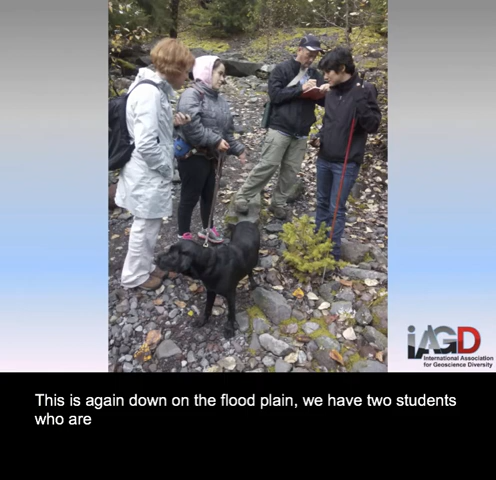 iAGD
International Association
for Geoscience Diversity
This is again down on the flood plain, we have two students
who are